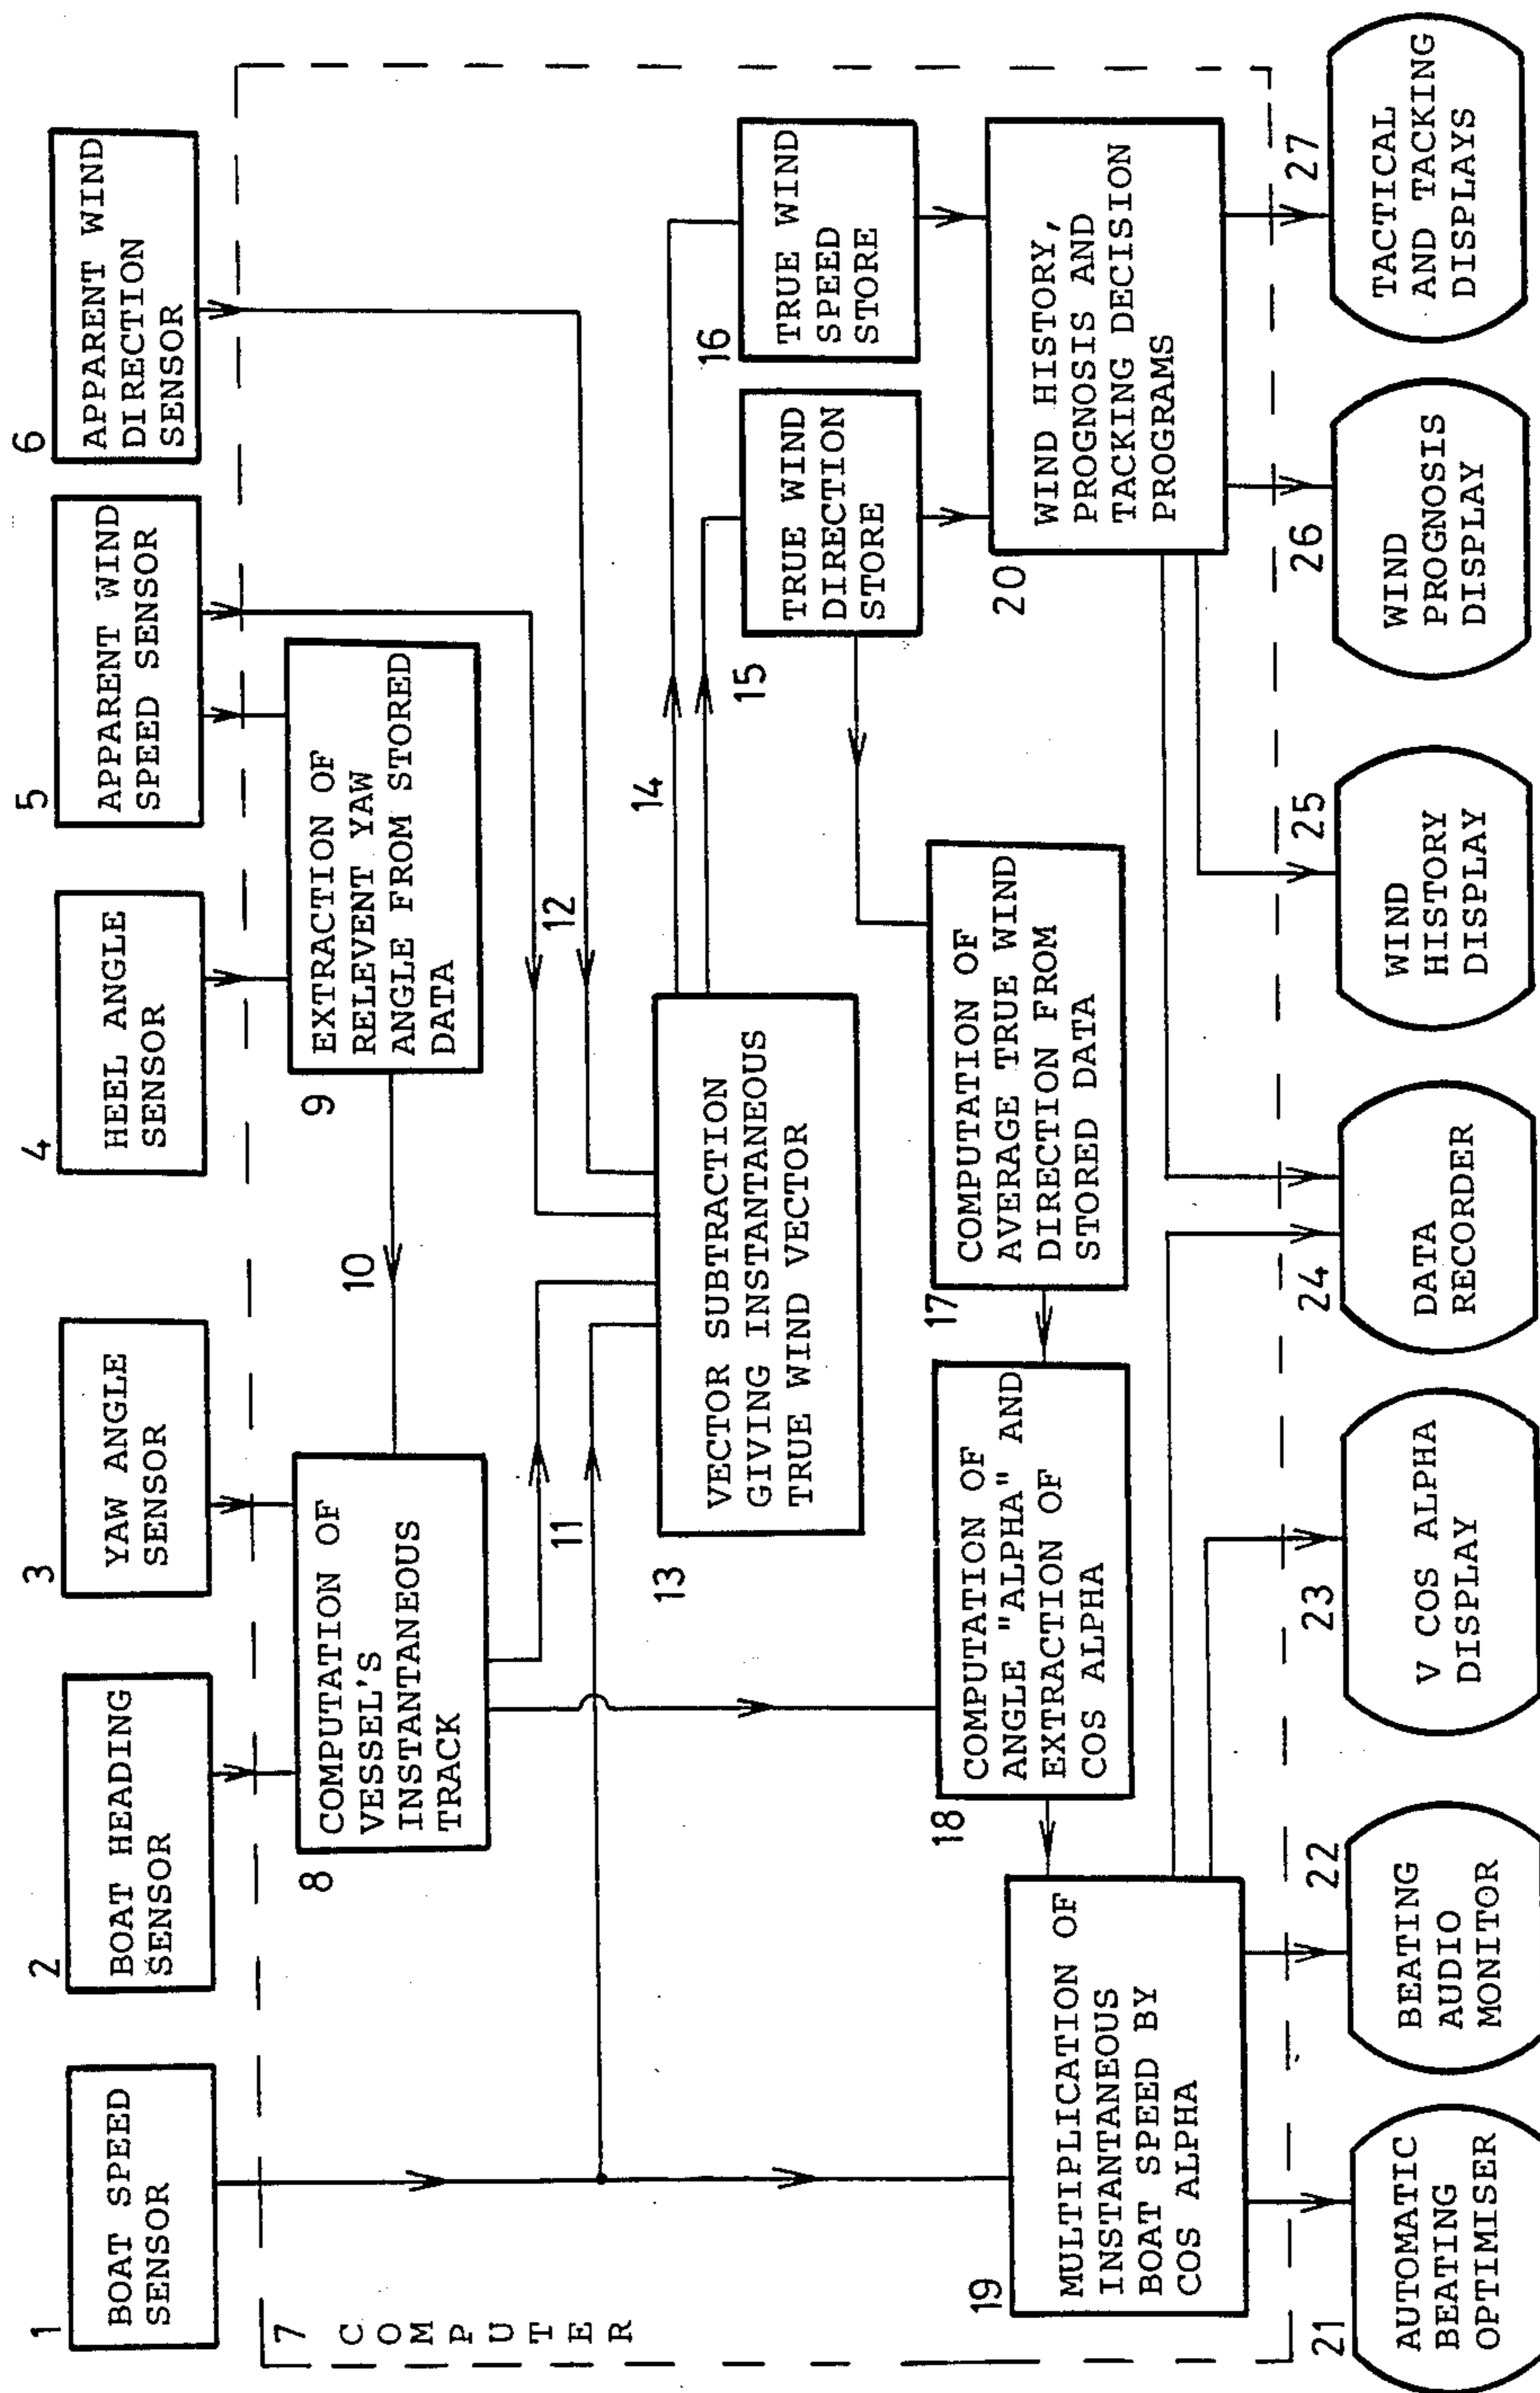 1
BOAT SPEED
SENSOR
2
BOAT HEADING
SENSOR
3
YAW ANGLE
SENSOR
4
HEEL ANGLE
SENSOR
5
APPARENT WIND
SPEED SENSOR
6
APPARENT WIND
DIRECTION
SENSOR
7
COMPUTER
8
COMPUTATION OF
VESSEL'S
INSTANTANEOUS
TRACK
9
EXTRACTION OF
RELEVENT YAW
ANGLE FROM STORED
DATA
10
11
12
13
VECTOR SUBTRACTION
GIVING INSTANTANEOUS
TRUE WIND VECTOR
14
15
TRUE WIND
DIRECTION
STORE
16
TRUE WIND
SPEED
STORE
17
COMPUTATION OF
AVERAGE TRUE WIND
DIRECTION FROM
STORED DATA
18
COMPUTATION OF
ANGLE "ALPHA" AND
EXTRACTION OF
COS ALPHA
19
MULTIPLICATION OF
INSTANTANEOUS
BOAT SPEED BY
COS ALPHA
20
WIND HISTORY,
PROGNOSIS AND
TACKING DECISION
PROGRAMS
21
AUTOMATIC
BEATING
OPTIMISER
22
BEATING
AUDIO
MONITOR
23
V COS ALPHA
DISPLAY
24
DATA
RECORDER
25
WIND
HISTORY
DISPLAY
26
WIND
PROGNOSIS
DISPLAY
27
TACTICAL
AND TACKING
DISPLAYS